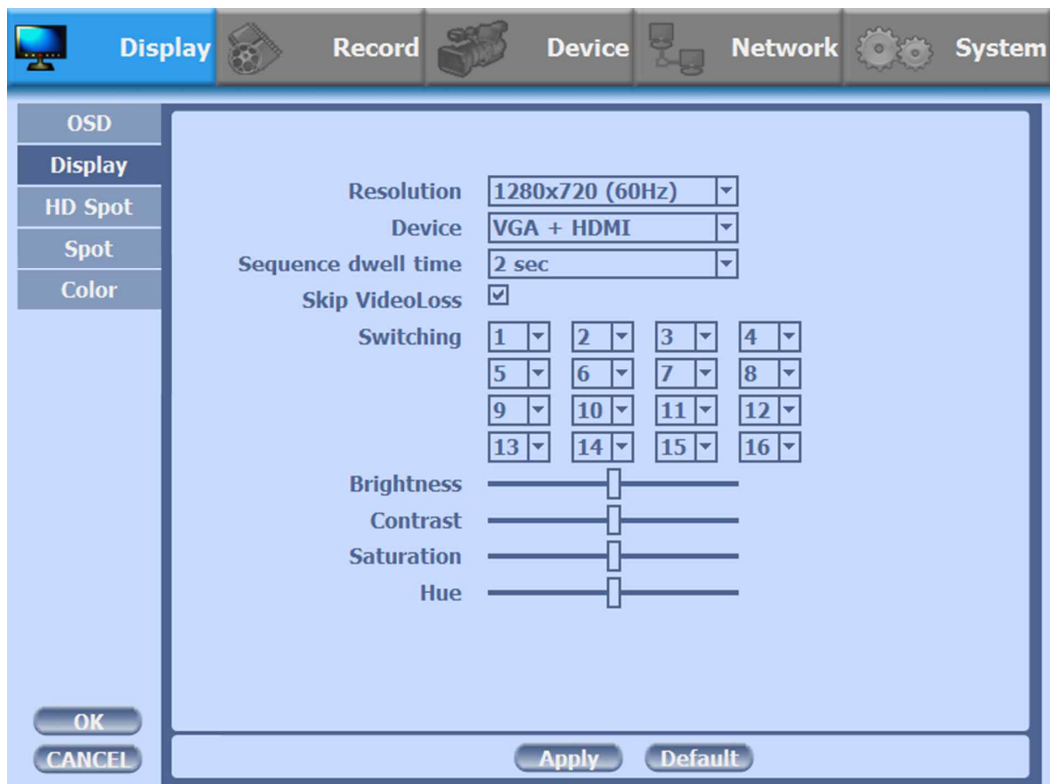 Display Record Device Network System
OSD
Display
HD Spot
Spot
Color
Resolution 1280x720 (60Hz)
Device VGA + HDMI
Sequence dwell time 2 sec
Skip VideoLoss
Switching 1 2 3 4
5 6 7 8
9 10 11 12
13 14 15 16
Brightness
Contrast
Saturation
Hue
OK
CANCEL
Apply Default